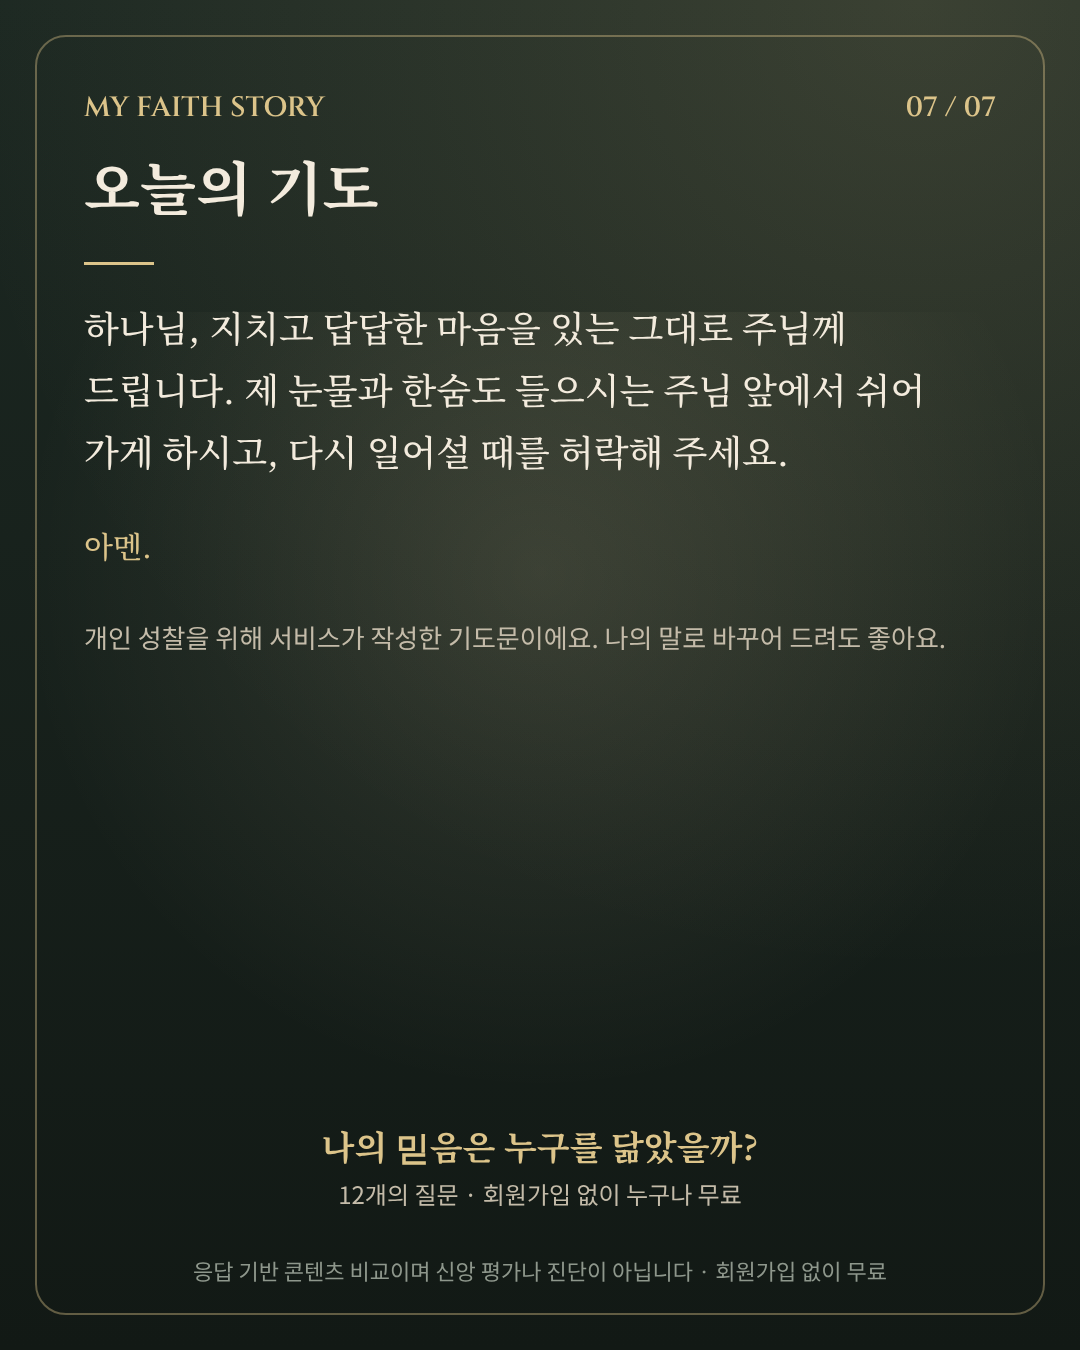 MY FAITH STORY
07 / 07
오늘의 기도
하나님, 지치고 답답한 마음을 있는 그대로 주님께
드립니다. 제 눈물과 한숨도 들으시는 주님 앞에서 쉬어
가게 하시고, 다시 일어설 때를 허락해 주세요.
아멘.
개인 성찰을 위해 서비스가 작성한 기도문이에요. 나의 말로 바꾸어 드려도 좋아요.
나의 믿음은 누구를 닮았을까?
12개의 질문 · 회원가입 없이 누구나 무료
응답 기반 콘텐츠 비교이며 신앙 평가나 진단이 아닙니다 · 회원가입 없이 무료